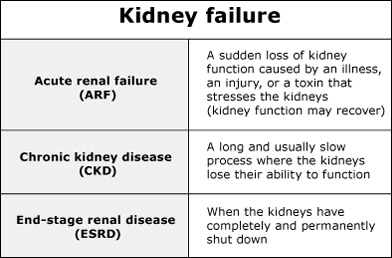 Kidney failure
Acute renal failure
(ARF)
A sudden loss of kidney
function caused by an illness,
an injury, or a toxin that
stresses the kidneys
(kidney function may recover)
Chronic kidney disease
(CKD)
A long and usually slow
process where the kidneys
lose their ability to function
End-stage renal disease
(ESRD)
When the kidneys have
completely and permanently
shut down